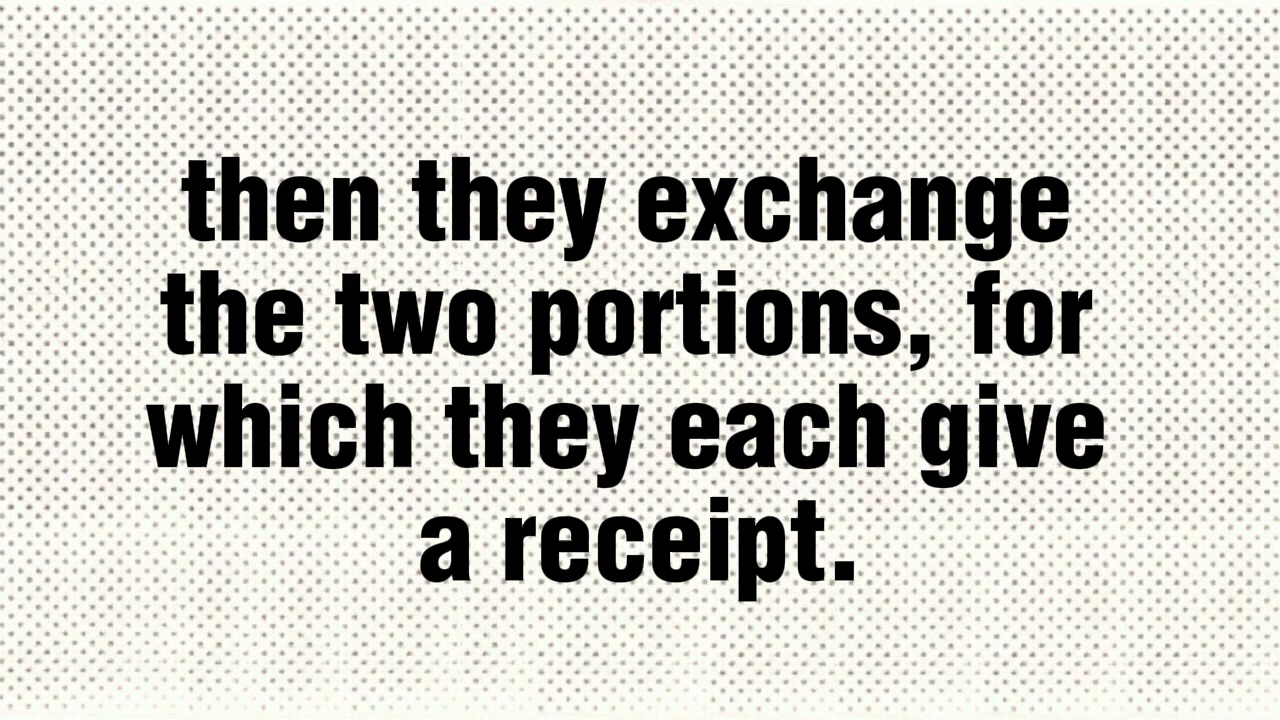 then they exchange
the two portions, for
which they each give
a receipt.